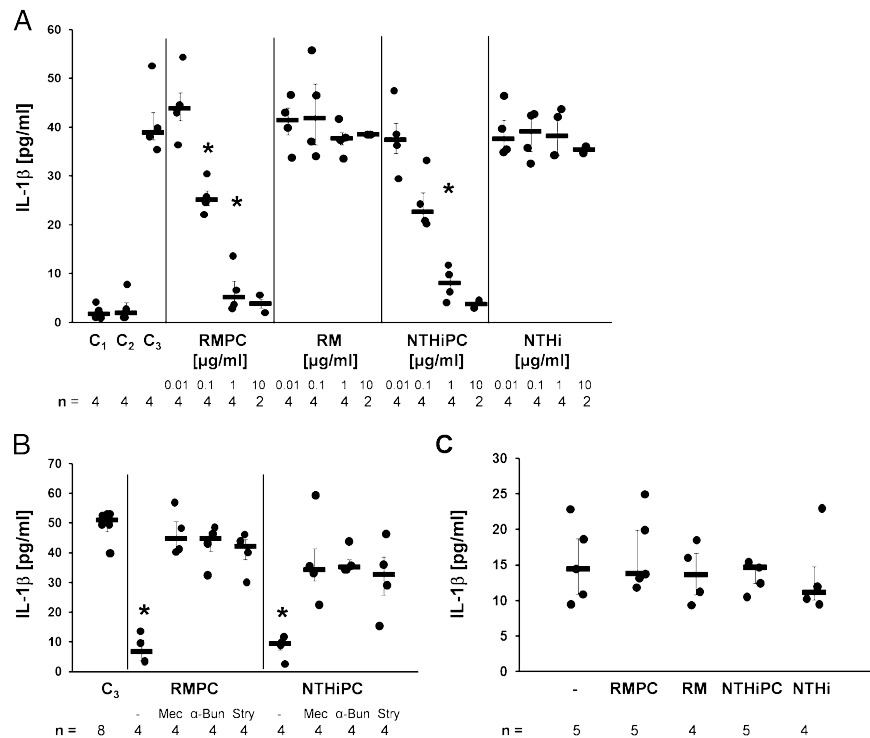 A
60
50
40
30
20
10
0
IL-1β [pg/ml]
* * *
C1 C2 C3 RMPC RM NTHiPC NTHi
[µg/ml] [µg/ml] [µg/ml] [µg/ml]
0.01 0.1 1 10 0.01 0.1 1 10 0.01 0.1 1 10 0.01 0.1 1 10
n = 4 4 4 4 4 4 2 4 4 4 2 4 4 4 2 4 4 4 2
B
70
60
50
40
30
20
10
0
IL-1β [pg/ml]
* *
C3 RMPC NTHiPC
- Mec α-Bun Stry - Mec α-Bun Stry
n = 8 4 4 4 4 4 4 4 4
C
30
25
20
15
10
5
0
IL-1β [pg/ml]
- RMPC RM NTHiPC NTHi
n = 5 5 4 5 4